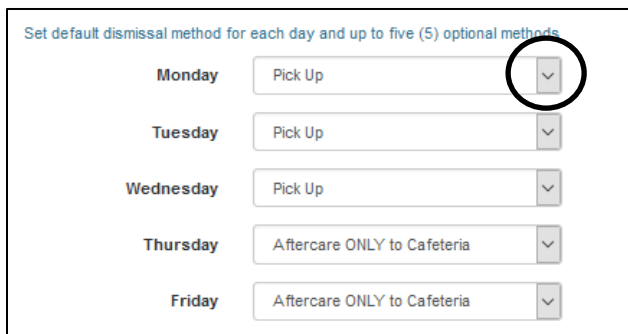 Set default dismissal method for each day and up to five (5) optional methods
Monday Pick Up
Tuesday Pick Up
Wednesday Pick Up
Thursday Aftercare ONLY to Cafeteria
Friday Aftercare ONLY to Cafeteria